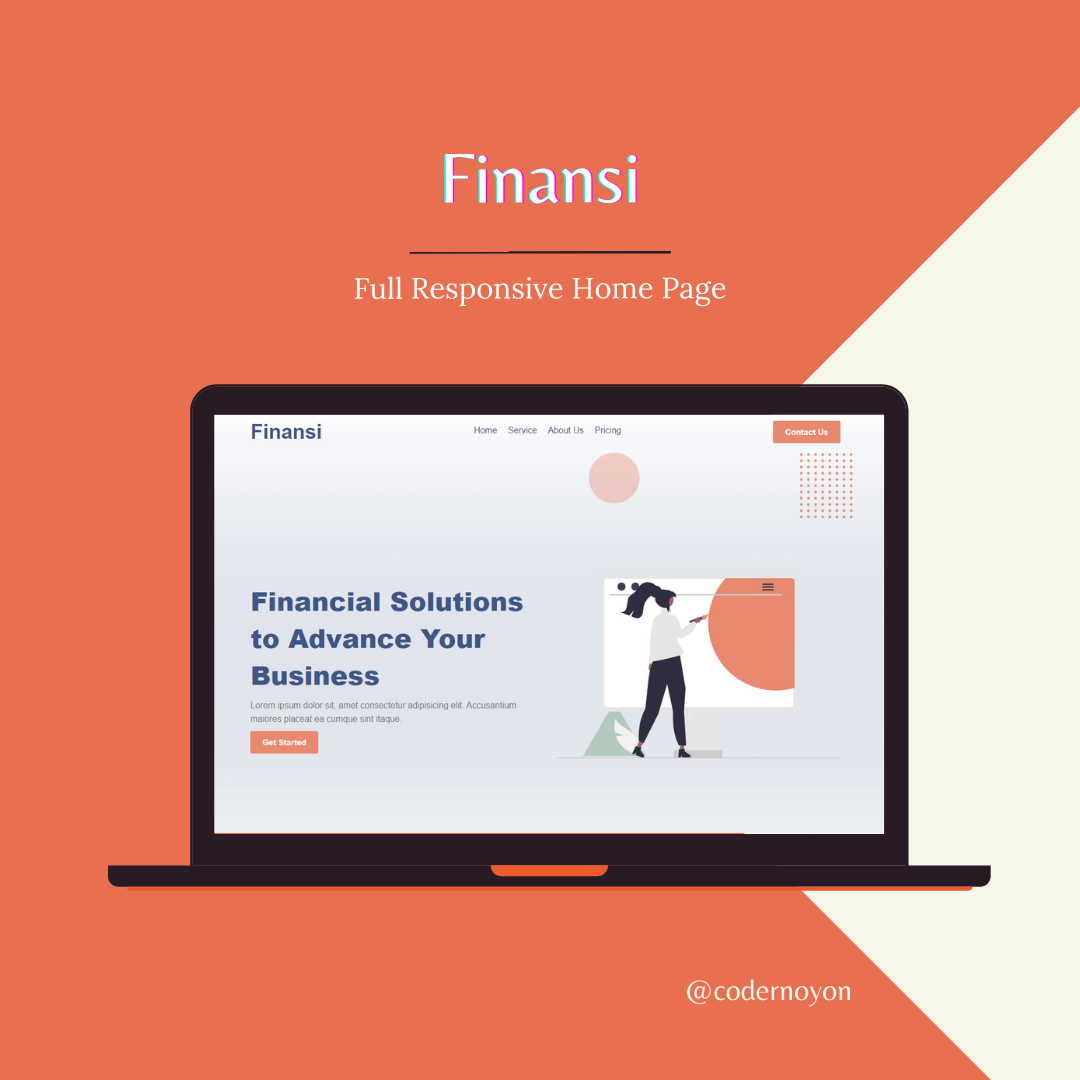 Finansi
Full Responsive Home Page
Finansi
Home Service About Us Pricing
Contact Us
Financial Solutions
to Advance Your
Business
Lorem ipsum dolor sit, amet consectetur adipisicing elit. Accusantium
maiores placeat ea cumque sint itaque.
Get Started
@codernoyon